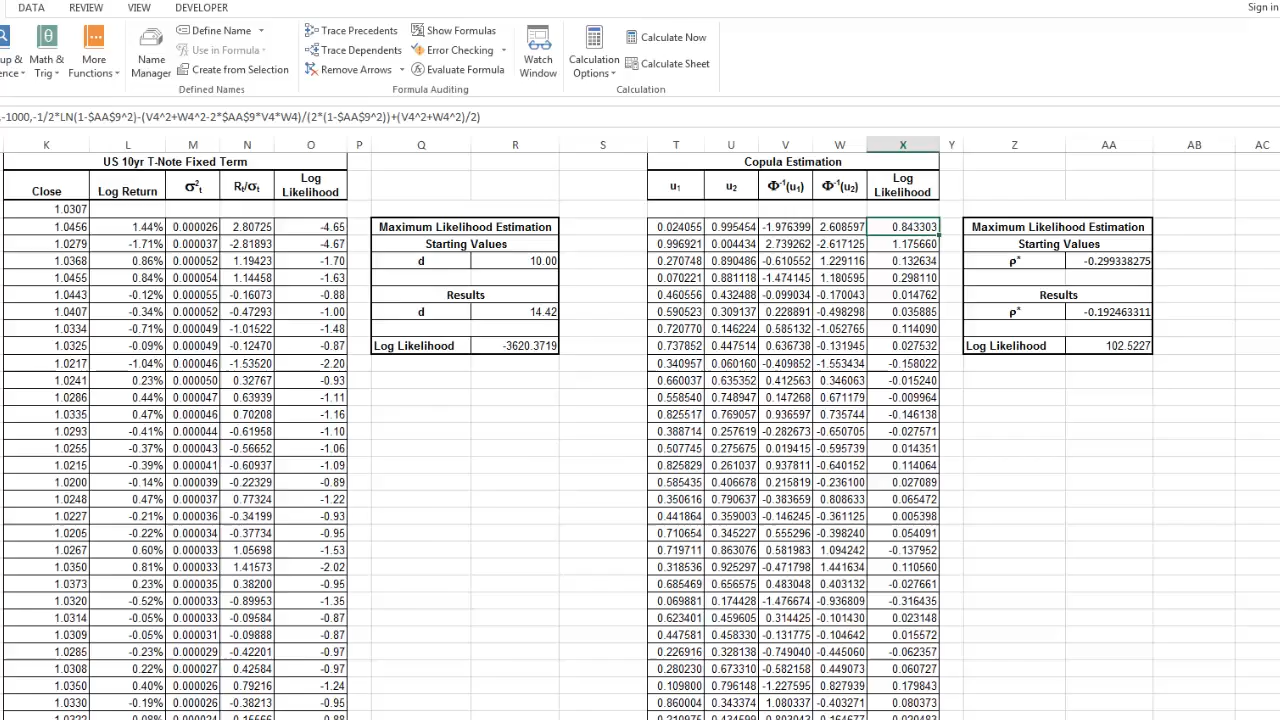 DATA REVIEW VIEW DEVELOPER Sign in
Define Name Trace Precedents Show Formulas Calculate Now
Use in Formula Trace Dependents Error Checking
up & Math & More Name Create from Selection Remove Arrows Evaluate Formula Watch Calculation Calculate Sheet
ence Trig Functions Manager Window Options
Defined Names Formula Auditing Calculation
-1000,-1/2*LN(1-$AA$9^2)-(V4^2+W4^2-2*$AA$9*V4*W4)/(2*(1-$AA$9^2))+(V4^2+W4^2)/2)
K L M N O P Q R S T U V W X Y Z AA AB AC
US 10yr T-Note Fixed Term Copula Estimation
Close Log Return σ²t Rt/σt Log Likelihood u1 u2 Φ-1(u1) Φ-1(u2) Log Likelihood
1.0307
1.0456 1.44% 0.000026 2.80725 -4.65 Maximum Likelihood Estimation 0.024055 0.995454 -1.976399 2.608597 0.843303 Maximum Likelihood Estimation
1.0279 -1.71% 0.000037 -2.81893 -4.67 Starting Values 0.996921 0.004434 2.739262 -2.617125 1.175660 Starting Values
1.0368 0.86% 0.000052 1.19423 -1.70 d 10.00 0.270748 0.890486 -0.610552 1.229116 0.132634 ρ* -0.299338275
1.0455 0.84% 0.000054 1.14458 -1.63 0.070221 0.881118 -1.474145 1.180595 0.298110
1.0443 -0.12% 0.000055 -0.16073 -0.88 Results 0.460556 0.432488 -0.099034 -0.170043 0.014762 Results
1.0407 -0.34% 0.000052 -0.47293 -1.00 d 14.42 0.590523 0.309137 0.228891 -0.498298 0.035885 ρ* -0.192463311
1.0334 -0.71% 0.000049 -1.01522 -1.48 0.720770 0.146224 0.585132 -1.052765 0.114090
1.0325 -0.09% 0.000050 -0.12470 -0.87 Log Likelihood -3620.3719 0.737852 0.447514 0.636738 -0.131945 0.027532 Log Likelihood 102.5227
1.0217 -1.04% 0.000046 -1.53520 -2.20 0.340957 0.060160 -0.409852 -1.553434 -0.158022
1.0241 0.23% 0.000050 0.32767 -0.93 0.660037 0.635352 0.412563 0.346063 -0.015240
1.0286 0.44% 0.000047 0.63939 -1.11 0.558540 0.748947 0.147268 0.671179 -0.009964
1.0335 0.47% 0.000046 0.70208 -1.16 0.825517 0.769057 0.936597 0.735744 -0.146138
1.0293 -0.41% 0.000044 -0.61958 -1.10 0.388714 0.257619 -0.282673 -0.650705 -0.027571
1.0255 -0.37% 0.000043 -0.56652 -1.06 0.507745 0.275675 0.019415 -0.595739 0.014351
1.0215 -0.39% 0.000041 -0.60937 -1.09 0.825829 0.261037 0.937811 -0.640152 0.114064
1.0200 -0.14% 0.000039 -0.22329 -0.89 0.585435 0.406678 0.215819 -0.236100 0.027089
1.0248 0.47% 0.000037 0.77324 -1.22 0.350616 0.790637 -0.383659 0.808633 0.065472
1.0227 -0.21% 0.000036 -0.34199 -0.93 0.441864 0.359003 -0.146245 -0.361125 0.005398
1.0205 -0.22% 0.000034 -0.37734 -0.95 0.710654 0.345227 0.555296 -0.398240 0.054091
1.0267 0.60% 0.000033 1.05698 -1.53 0.719711 0.863076 0.581983 1.094242 -0.137952
1.0350 0.81% 0.000033 1.41573 -2.02 0.318536 0.925297 -0.471798 1.441634 0.110560
1.0373 0.23% 0.000035 0.38200 -0.95 0.685469 0.656575 0.483048 0.403132 -0.027661
1.0320 -0.52% 0.000033 -0.89953 -1.35 0.069881 0.174428 -1.476674 -0.936809 -0.316435
1.0314 -0.05% 0.000033 -0.09584 -0.87 0.623401 0.459605 0.314425 -0.101430 0.023148
1.0309 -0.05% 0.000031 -0.09888 -0.87 0.447581 0.458330 -0.131775 -0.104642 0.015572
1.0285 -0.23% 0.000029 -0.42201 -0.97 0.226916 0.328138 -0.749040 -0.445060 -0.062357
1.0308 0.22% 0.000027 0.42584 -0.97 0.280230 0.673310 -0.582158 0.449073 0.060727
1.0350 0.40% 0.000026 0.79216 -1.24 0.109800 0.796148 -1.227595 0.827939 0.179843
1.0330 -0.19% 0.000026 -0.38213 -0.95 0.860004 0.343374 1.080337 -0.403271 0.080373